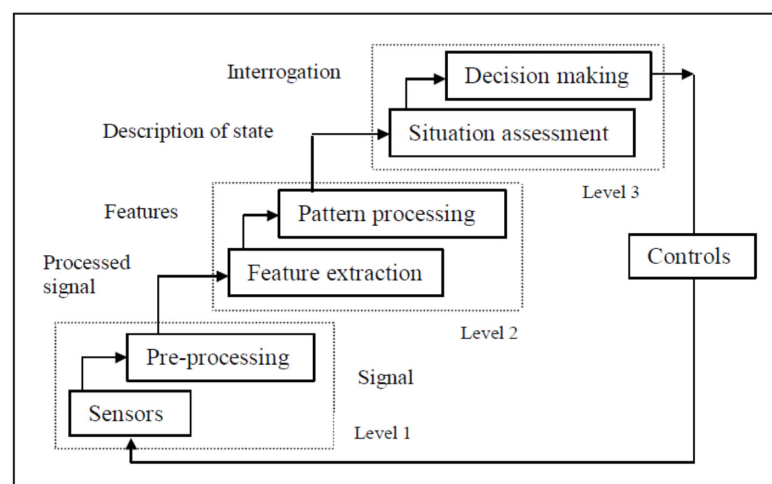 Interrogation
Decision making
Description of state
Situation assessment
Level 3
Features
Pattern processing
Controls
Processed
signal
Feature extraction
Level 2
Pre-processing
Signal
Sensors
Level 1